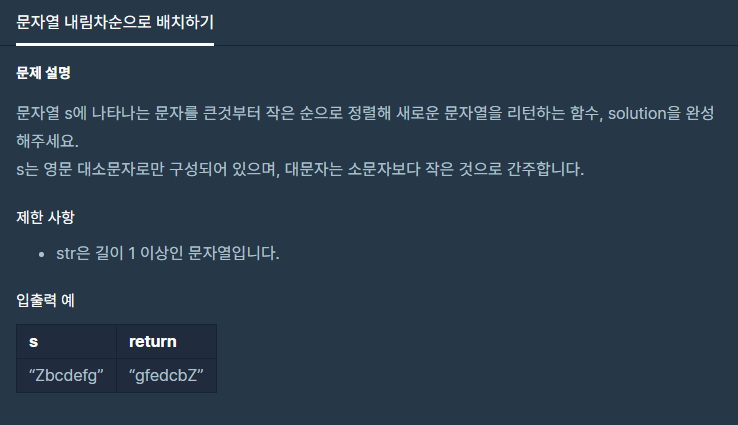 문자열 내림차순으로 배치하기
문제 설명
문자열 s에 나타나는 문자를 큰것부터 작은 순으로 정렬해 새로운 문자열을 리턴하는 함수, solution을 완성
해주세요.
s는 영문 대소문자로만 구성되어 있으며, 대문자는 소문자보다 작은 것으로 간주합니다.
제한 사항
• str은 길이 1 이상인 문자열입니다.
입출력 예
s return
“Zbcdefg” “gfedcbZ”